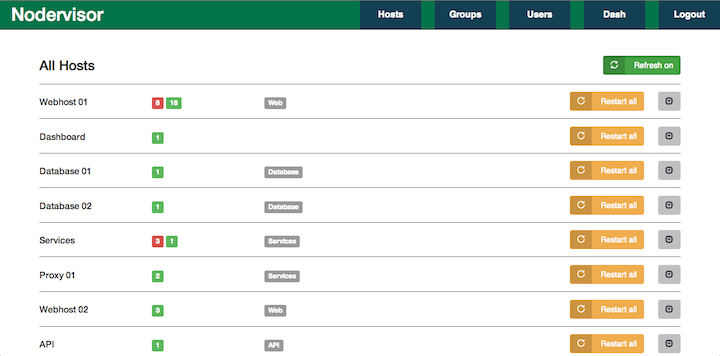 Nodervisor Hosts Groups Users Dash Logout
All Hosts Refresh on
Webhost 01 8 18 Web Restart all
Dashboard 1 Restart all
Database 01 1 Database Restart all
Database 02 1 Database Restart all
Services 3 1 Services Restart all
Proxy 01 2 Services Restart all
Webhost 02 3 Web Restart all
API 1 API Restart all